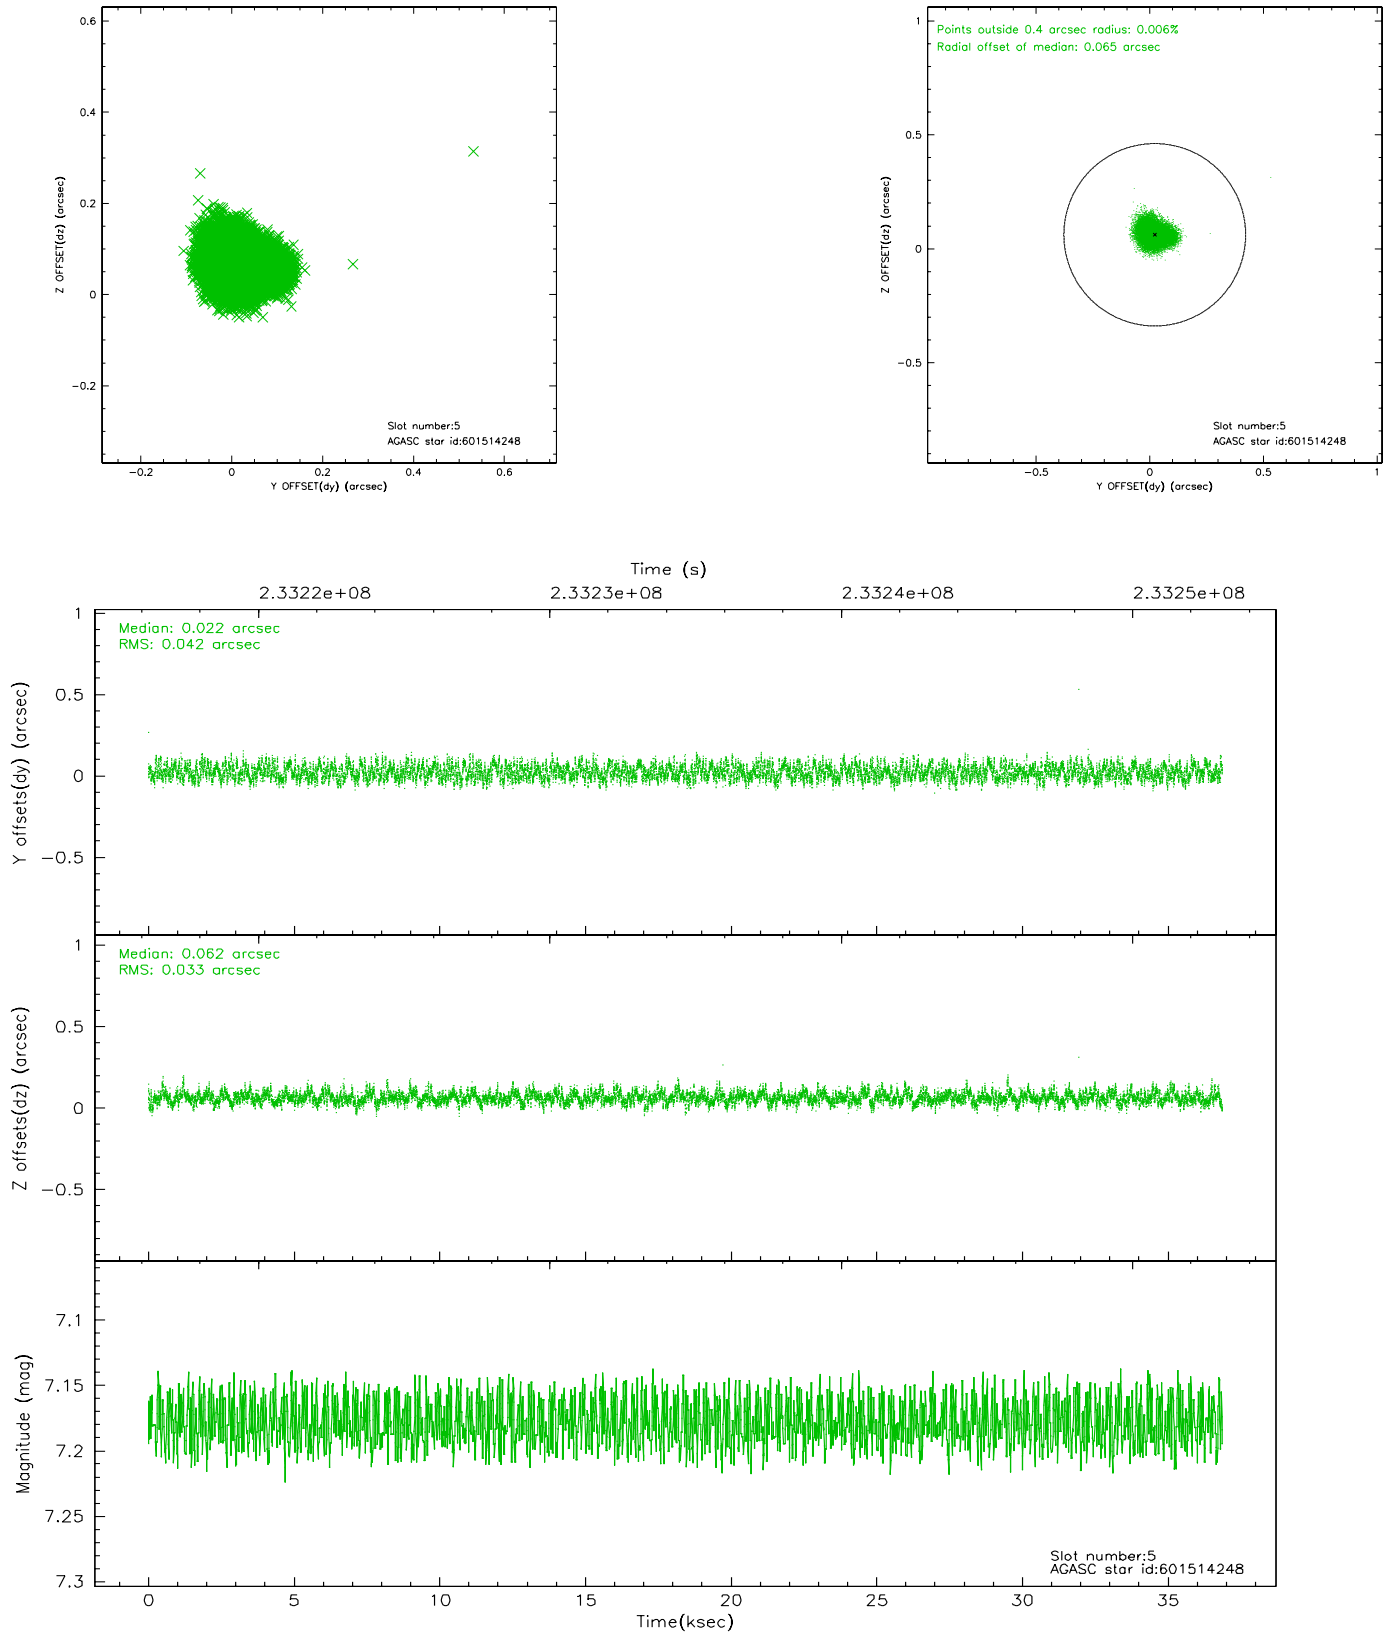 0.6
0.4
0.2
0
−0.2
Z OFFSET(dz) (arcsec)
Slot number:5
AGASC star id:601514248
−0.2 0 0.2 0.4 0.6
Y OFFSET(dy) (arcsec)
Points outside 0.4 arcsec radius: 0.006%
Radial offset of median: 0.065 arcsec
1
0.5
0
−0.5
Z OFFSET(dz) (arcsec)
Slot number:5
AGASC star id:601514248
−0.5 0 0.5 1
Y OFFSET(dy) (arcsec)
Time (s)
2.3322e+08 2.3323e+08 2.3324e+08 2.3325e+08
Median: 0.022 arcsec
RMS: 0.042 arcsec
1
0.5
0
−0.5
Y offsets(dy) (arcsec)
Median: 0.062 arcsec
RMS: 0.033 arcsec
1
0.5
0
−0.5
Z offsets(dz) (arcsec)
7.1
7.15
7.2
7.25
7.3
Magnitude (mag)
Slot number:5
AGASC star id:601514248
0 5 10 15 20 25 30 35
Time(ksec)